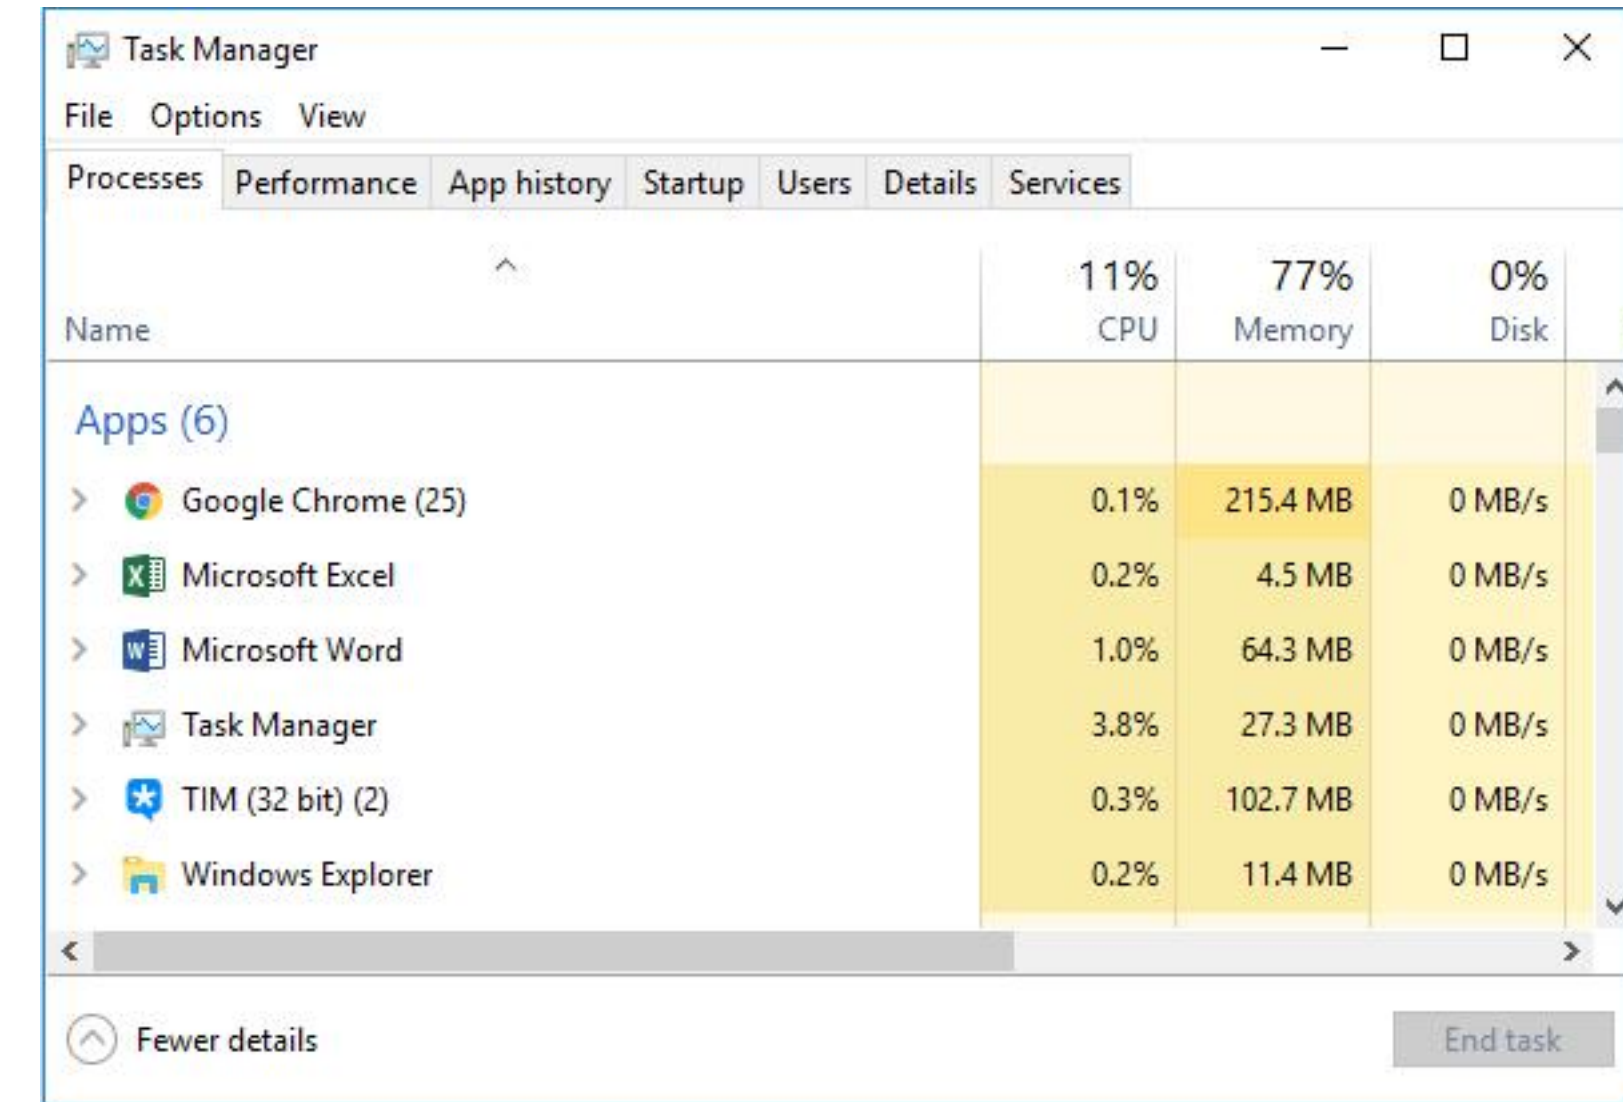 Task Manager
File Options View
Processes Performance App history Startup Users Details Services
11% 77% 0%
Name CPU Memory Disk
Apps (6)
Google Chrome (25) 0.1% 215.4 MB 0 MB/s
Microsoft Excel 0.2% 4.5 MB 0 MB/s
Microsoft Word 1.0% 64.3 MB 0 MB/s
Task Manager 3.8% 27.3 MB 0 MB/s
TIM (32 bit) (2) 0.3% 102.7 MB 0 MB/s
Windows Explorer 0.2% 11.4 MB 0 MB/s
Fewer details End task